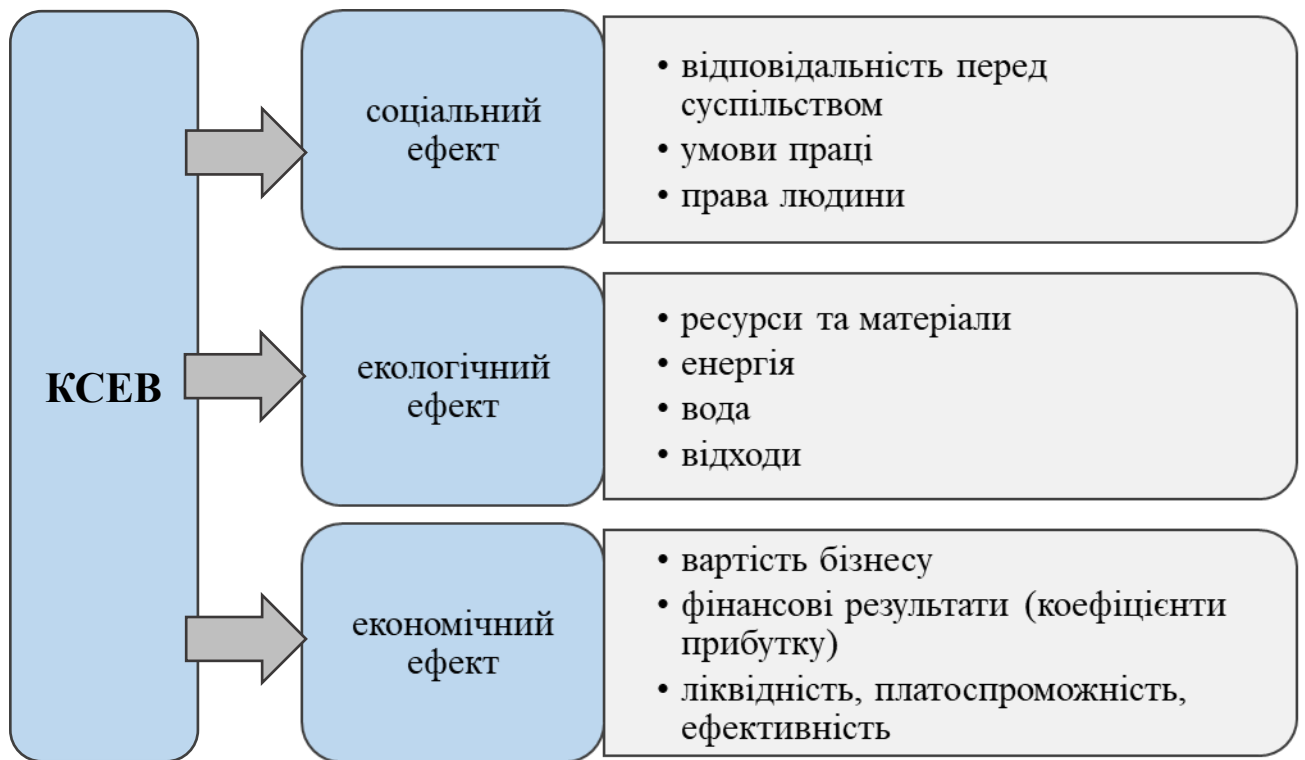 КСЕВ
соціальний
ефект
• відповідальність перед
суспільством
• умови праці
• права людини
екологічний
ефект
• ресурси та матеріали
• енергія
• вода
• відходи
економічний
ефект
• вартість бізнесу
• фінансові результати (коефіцієнти
прибутку)
• ліквідність, платоспроможність,
ефективність